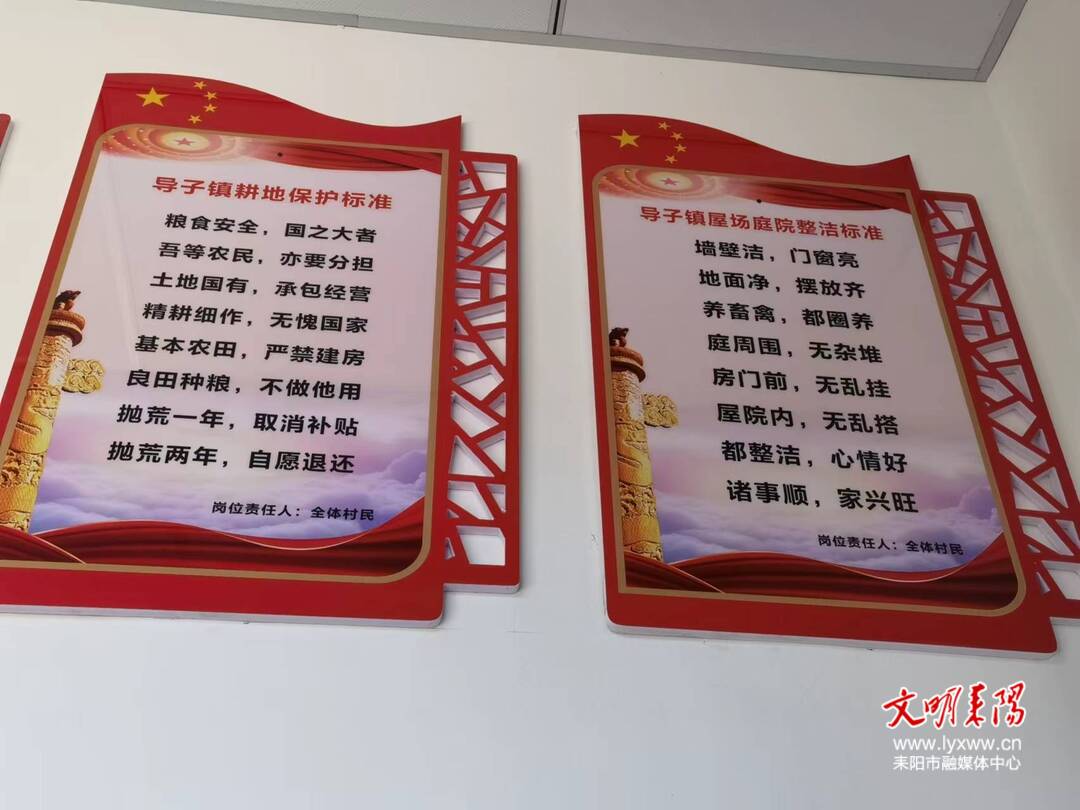 导子镇耕地保护标准
粮食安全，国之大者
吾等农民，亦要分担
土地国有，承包经营
精耕细作，无愧国家
基本农田，严禁建房
良田种粮，不做他用
抛荒一年，取消补贴
抛荒两年，自愿退还
岗位责任人：全体村民
导子镇屋场庭院整洁标准
墙壁洁，门窗亮
地面净，摆放齐
养畜禽，都圈养
庭周围，无杂堆
房门前，无乱挂
屋院内，无乱搭
都整洁，心情好
诸事顺，家兴旺
岗位责任人：全体村民
文明耒陽
www.lyxww.cn
耒阳市融媒体中心